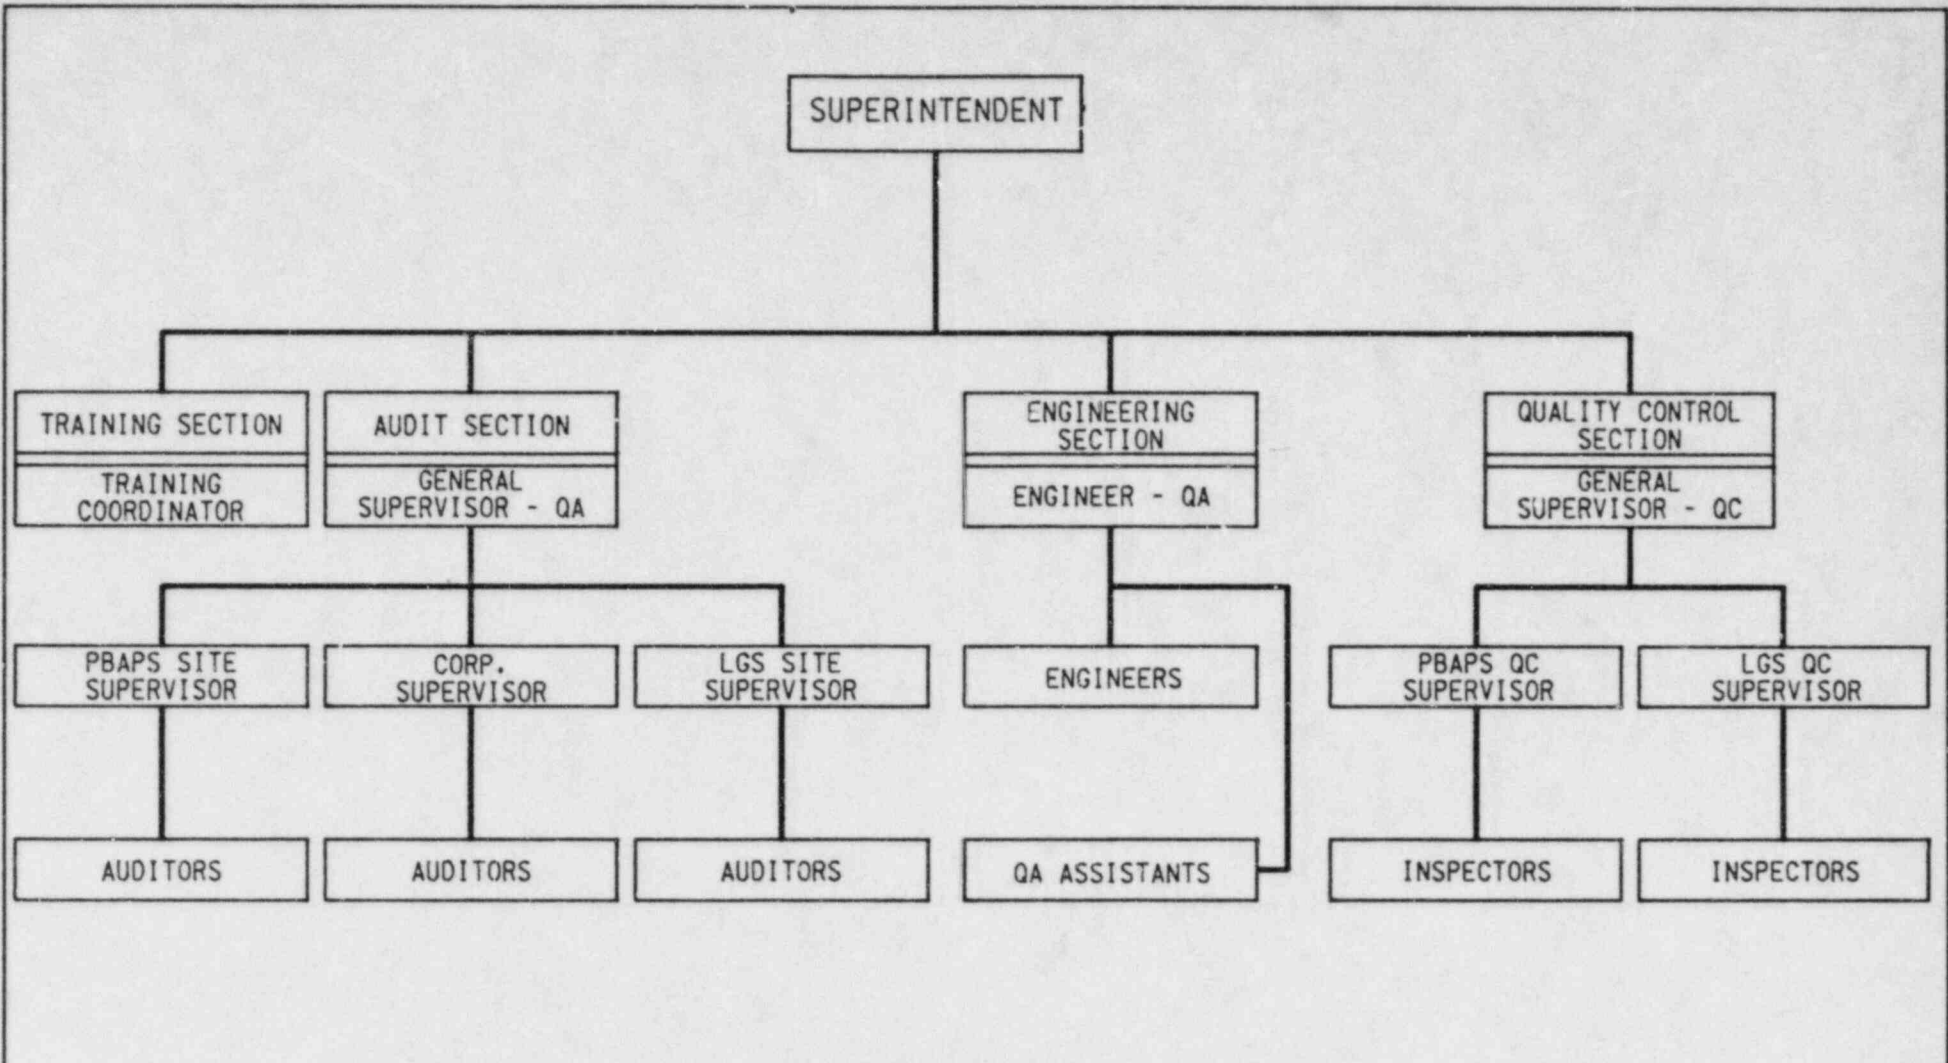 SUPERINTENDENT
TRAINING SECTION
TRAINING
COORDINATOR
AUDIT SECTION
GENERAL
SUPERVISOR - QA
ENGINEERING
SECTION
ENGINEER - QA
QUALITY CONTROL
SECTION
GENERAL
SUPERVISOR - QC
PBAPS SITE
SUPERVISOR
CORP.
SUPERVISOR
LGS SITE
SUPERVISOR
ENGINEERS
PBAPS QC
SUPERVISOR
LGS QC
SUPERVISOR
AUDITORS
AUDITORS
AUDITORS
QA ASSISTANTS
INSPECTORS
INSPECTORS